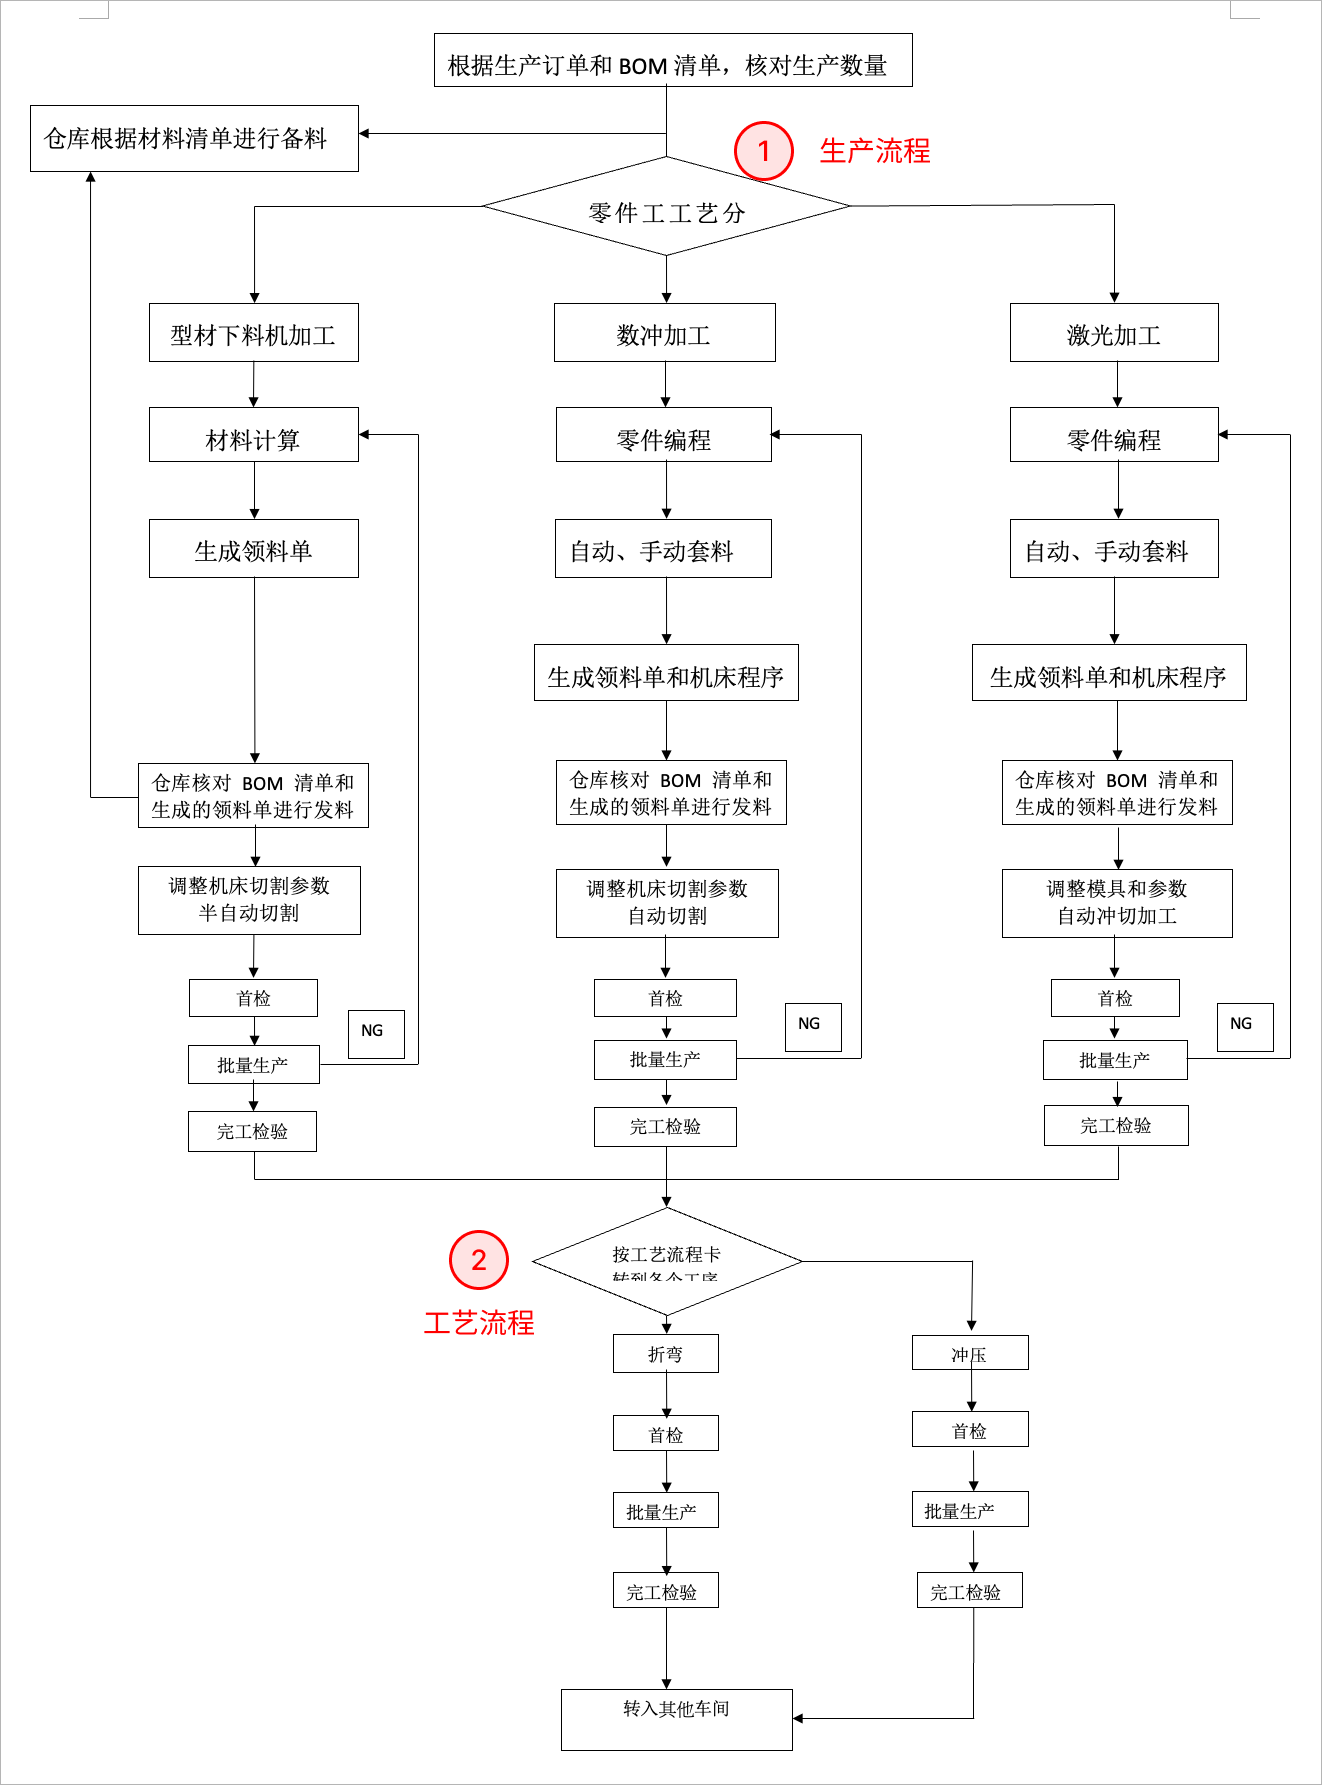 根据生产订单和 BOM 清单，核对生产数量
仓库根据材料清单进行备料
1 生产流程
零件工工艺分
型材下料机加工
数冲加工
激光加工
材料计算
零件编程
零件编程
生成领料单
自动、手动套料
自动、手动套料
生成领料单和机床程序
生成领料单和机床程序
仓库核对 BOM 清单和
生成的领料单进行发料
仓库核对 BOM 清单和
生成的领料单进行发料
仓库核对 BOM 清单和
生成的领料单进行发料
调整机床切割参数
半自动切割
调整机床切割参数
自动切割
调整模具和参数
自动冲切加工
首检
首检
首检
NG
NG
NG
批量生产
批量生产
批量生产
完工检验
完工检验
完工检验
2
工艺流程
按工艺流程卡
转到各个工序
折弯
冲压
首检
首检
批量生产
批量生产
完工检验
完工检验
转入其他车间